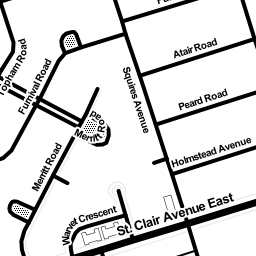 Atair Road
Topham Road
Furnival Road
Squires Avenue
Peard Road
Merritt Road
Holmstead Avenue
Merritt Road
Warver Crescent
St. Clair Avenue East